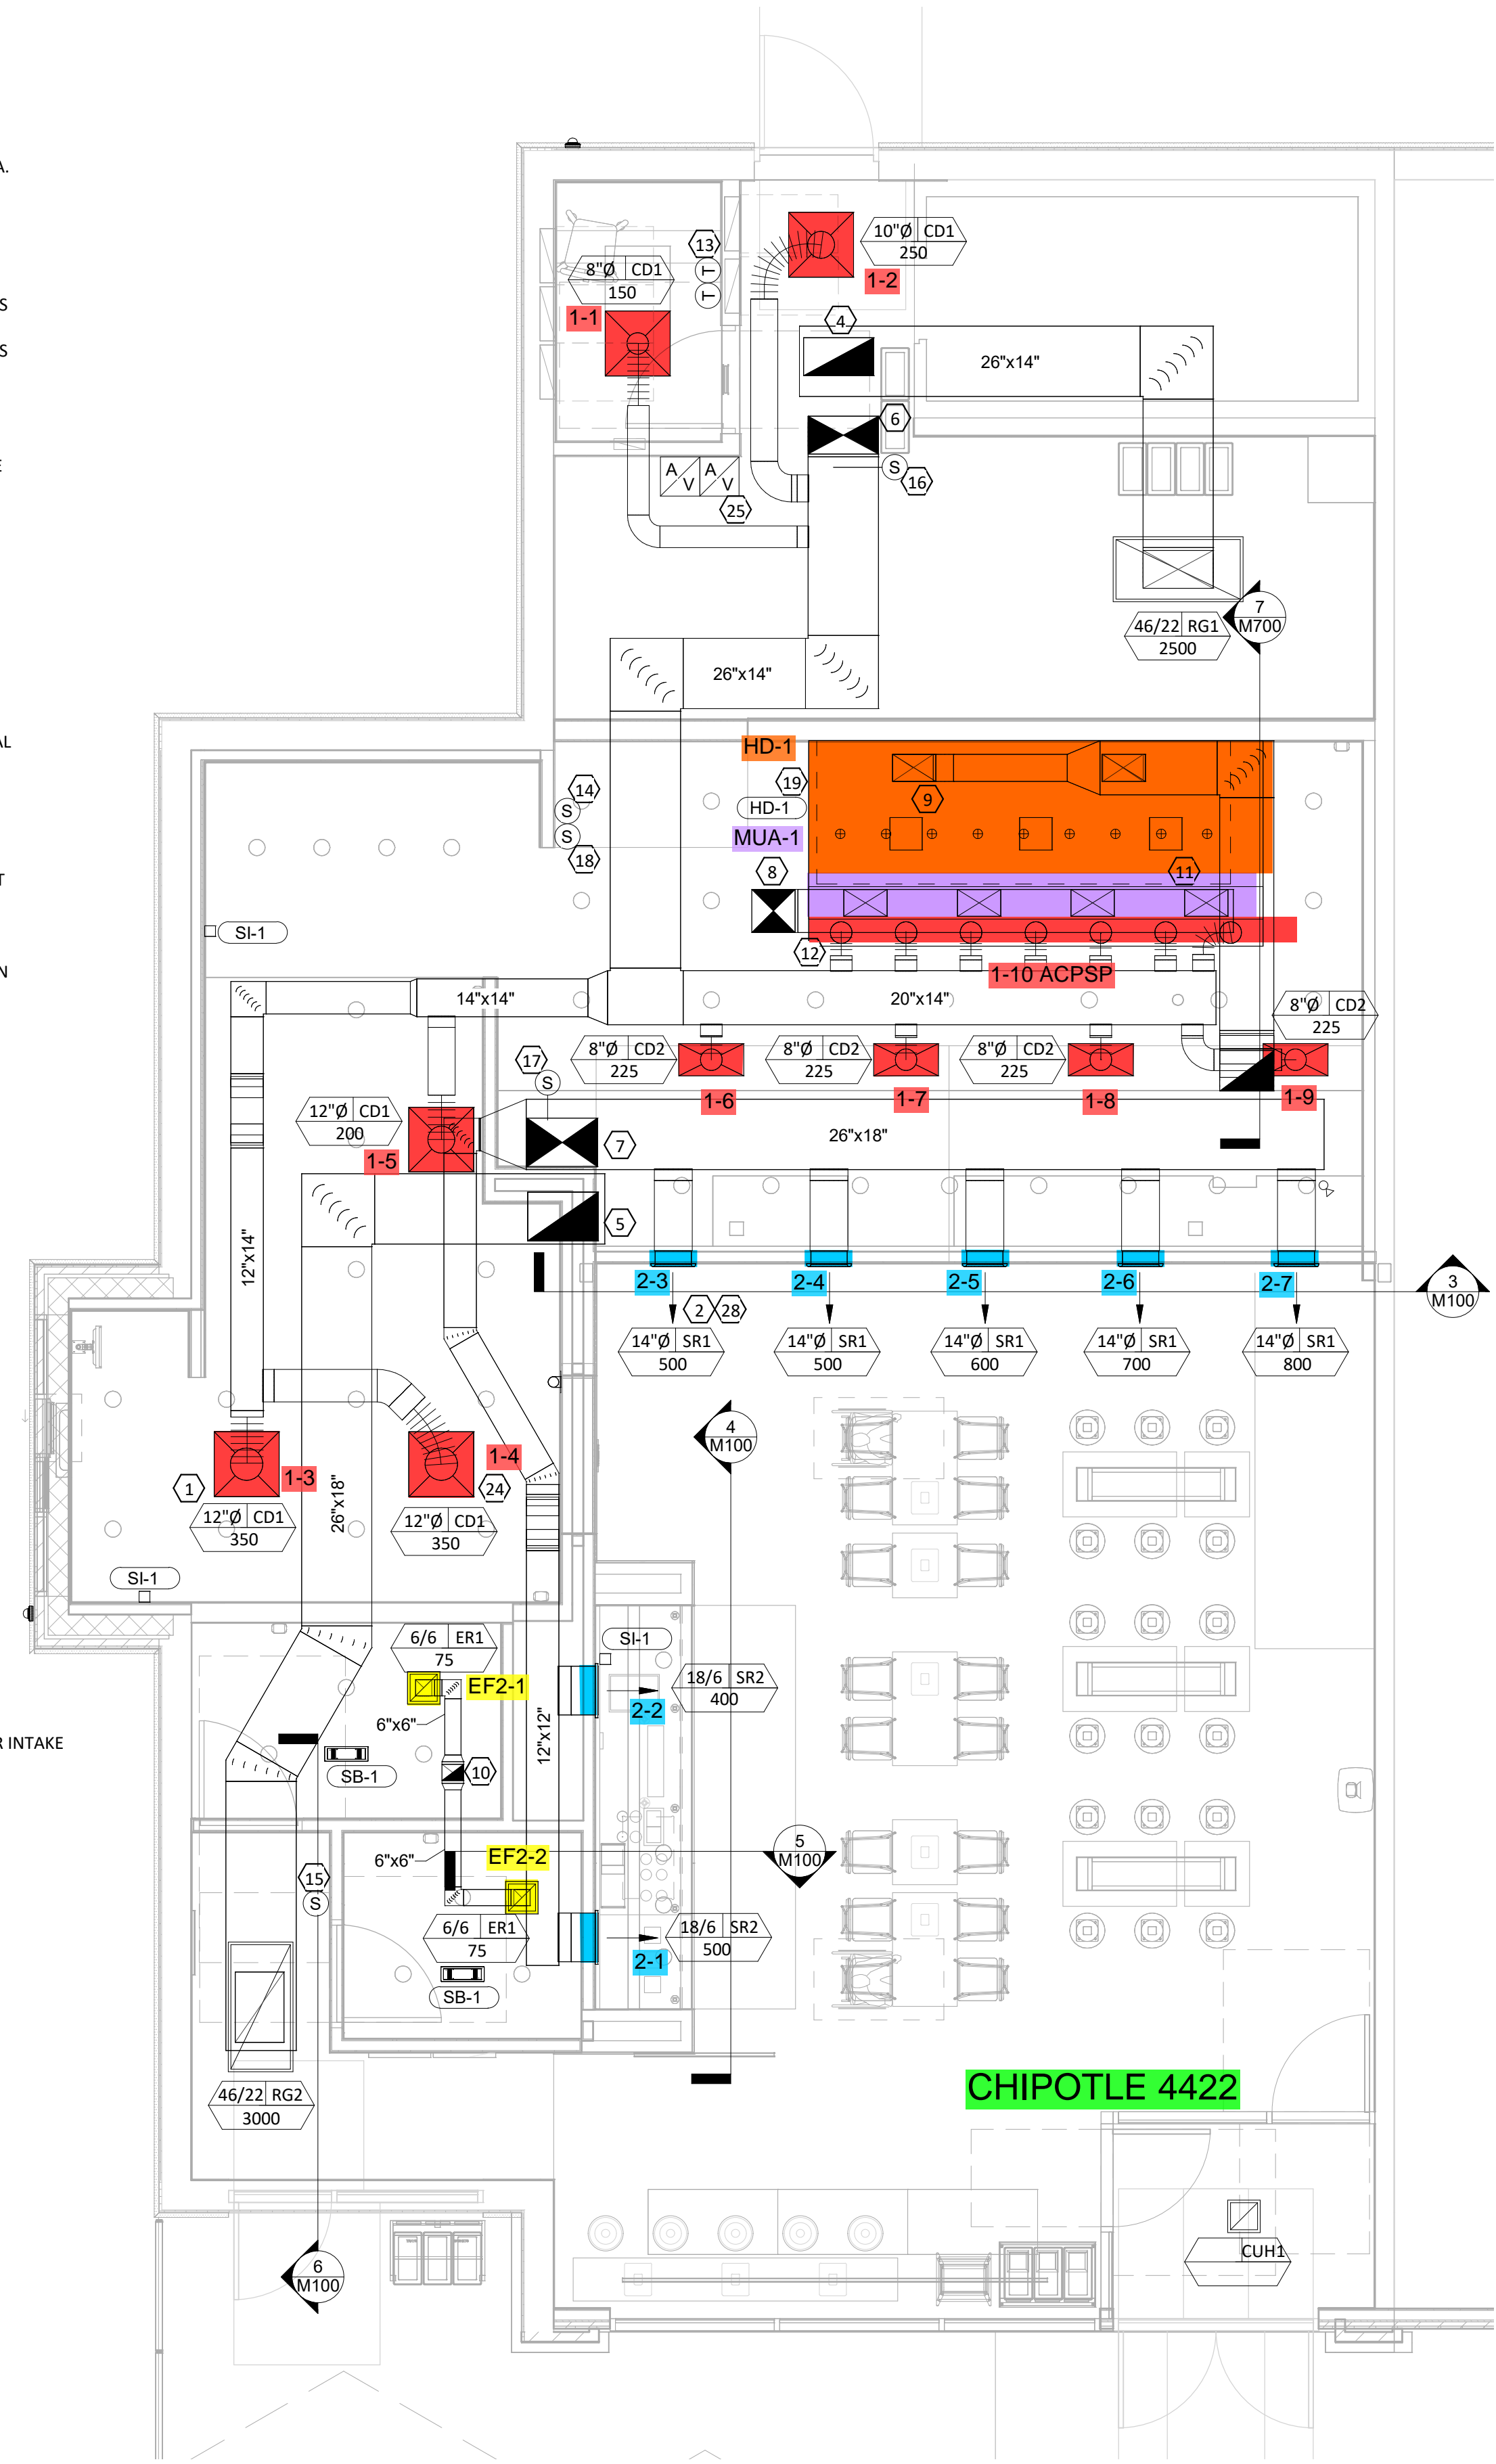 A.
S
S
E
AL
T
N
R INTAKE
13
8"Ø CD1
150
T
T
1-1
10"Ø CD1
250
1-2
4
26"x14"
6
S
16
A V
A V
25
46/22 RG1
2500
7
M700
26"x14"
HD-1
19
HD-1
9
MUA-1
14
S
S
18
8
11
12
1-10 ACPSP
SI-1
14"x14"
20"x14"
8"Ø CD2
225
8"Ø CD2
225
8"Ø CD2
225
8"Ø CD2
225
17
S
1-6
1-7
1-8
1-9
12"Ø CD1
200
1-5
26"x18"
7
5
12"x14"
2-3
2-4
2-5
2-6
2-7
2
28
3
M100
14"Ø SR1
500
14"Ø SR1
500
14"Ø SR1
600
14"Ø SR1
700
14"Ø SR1
800
4
M100
1
1-3
1-4
24
12"Ø CD1
350
26"x18"
12"Ø CD1
350
SI-1
6/6 ER1
75
SI-1
EF2-1
18/6 SR2
400
2-2
6"x6"
12"x12"
10
SB-1
5
M100
EF2-2
6"x6"
15
S
6/6 ER1
75
18/6 SR2
500
2-1
SB-1
CHIPOTLE 4422
46/22 RG2
3000
6
M100
CUH1